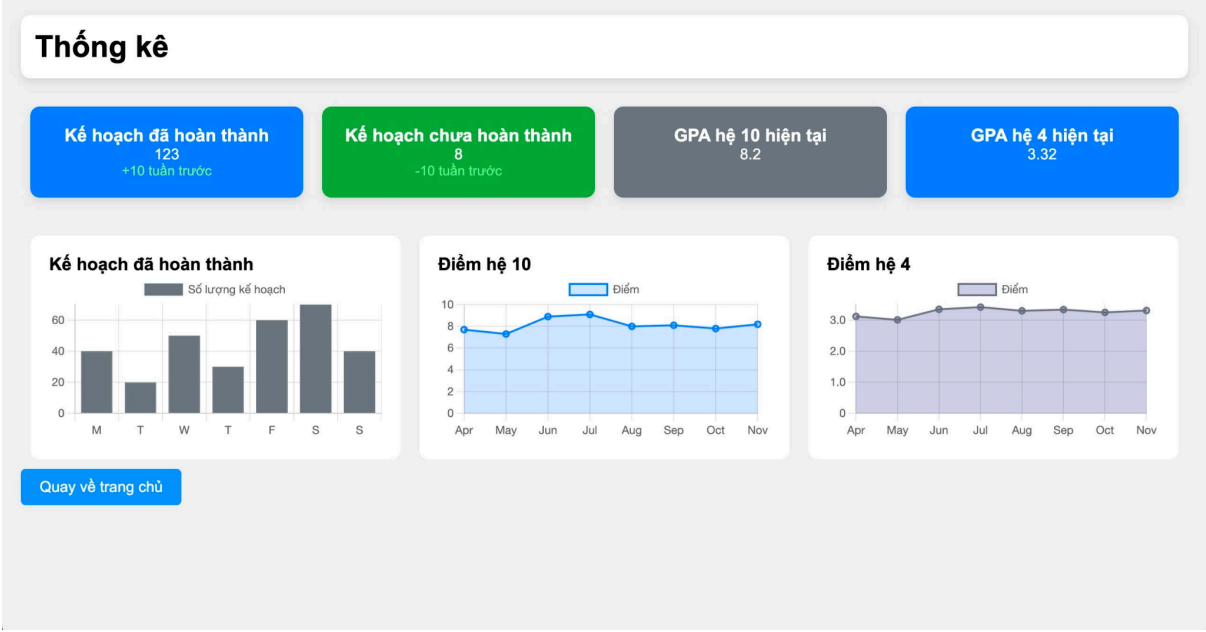 Thống kê
Kế hoạch đã hoàn thành
123
+10 tuần trước
Kế hoạch chưa hoàn thành
8
-10 tuần trước
GPA hệ 10 hiện tại
8.2
GPA hệ 4 hiện tại
3.32
Kế hoạch đã hoàn thành
Số lượng kế hoạch
60
40
20
0
M T W T F S S
Điểm hệ 10
Điểm
10
8
6
4
2
0
Apr May Jun Jul Aug Sep Oct Nov
Điểm hệ 4
Điểm
3.0
2.0
1.0
0
Apr May Jun Jul Aug Sep Oct Nov
Quay về trang chủ